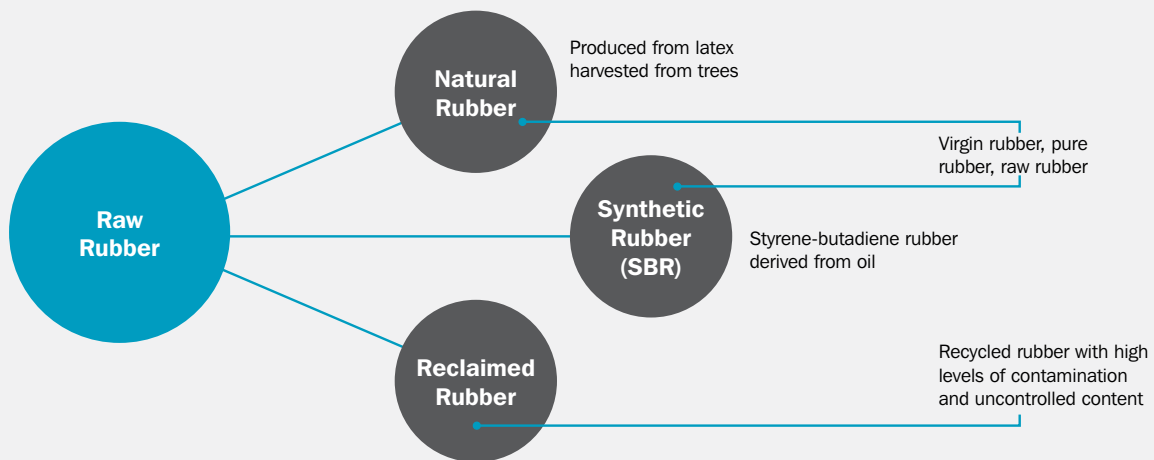 Raw
Rubber
Natural
Rubber
Produced from latex
harvested from trees
Virgin rubber, pure
rubber, raw rubber
Synthetic
Rubber
(SBR)
Styrene-butadiene rubber
derived from oil
Reclaimed
Rubber
Recycled rubber with high
levels of contamination
and uncontrolled content